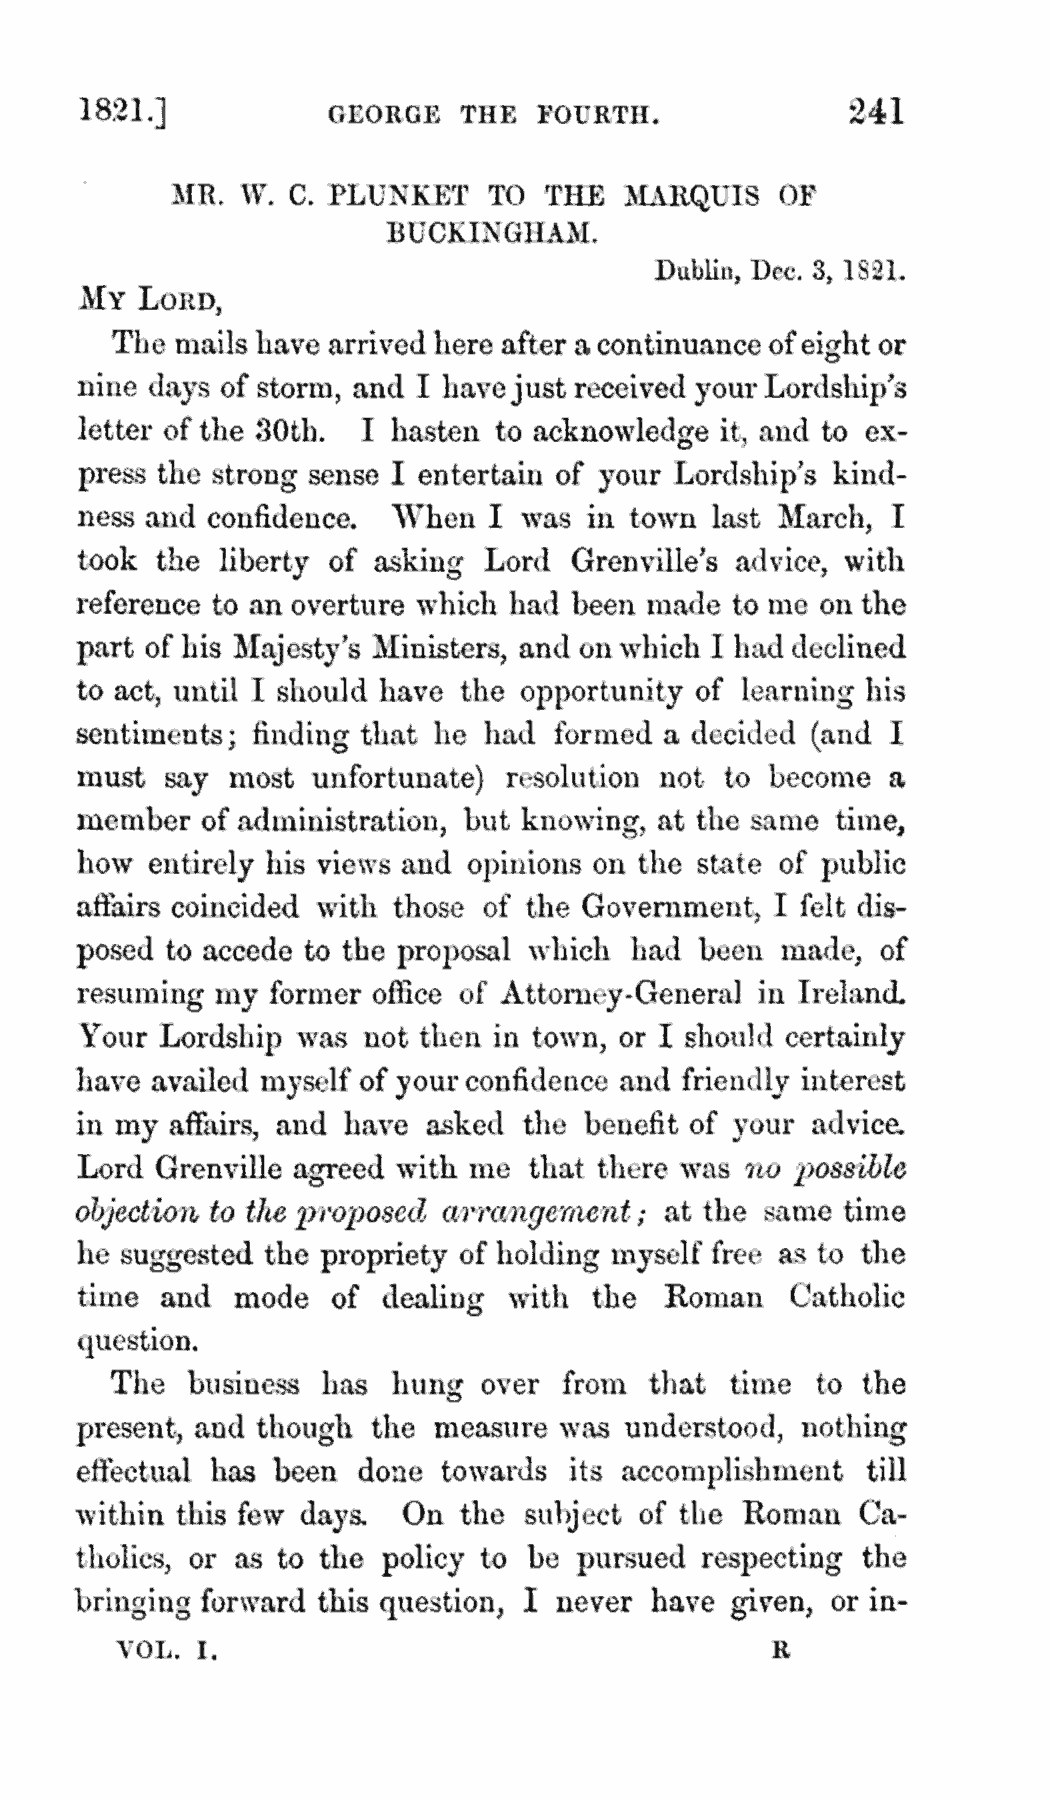 1821.] GEORGE THE FOURTH. 241
MR. W. C. PLUNKET TO THE MARQUIS OF
BUCKINGHAM.
Dublin, Dec. 3, 1821.
MY LORD,
The mails have arrived here after a continuance of eight or
nine days of storm, and I have just received your Lordship's
letter of the 30th. I hasten to acknowledge it, and to ex-
press the strong sense I entertain of your Lordship's kind-
ness and confidence. When I was in town last March, I
took the liberty of asking Lord Grenville's advice, with
reference to an overture which had been made to me on the
part of his Majesty's Ministers, and on which I had declined
to act, until I should have the opportunity of learning his
sentiments; finding that he had formed a decided (and I
must say most unfortunate) resolution not to become a
member of administration, but knowing, at the same time,
how entirely his views and opinions on the state of public
affairs coincided with those of the Government, I felt dis-
posed to accede to the proposal which had been made, of
resuming my former office of Attorney-General in Ireland.
Your Lordship was not then in town, or I should certainly
have availed myself of your confidence and friendly interest
in my affairs, and have asked the benefit of your advice.
Lord Grenville agreed with me that there was no possible
objection to the proposed arrangement; at the same time
he suggested the propriety of holding myself free as to the
time and mode of dealing with the Roman Catholic
question.
The business has hung over from that time to the
present, and though the measure was understood, nothing
effectual has been done towards its accomplishment till
within this few days. On the subject of the Roman Ca-
tholics, or as to the policy to be pursued respecting the
bringing forward this question, I never have given, or in-
VOL. I. R